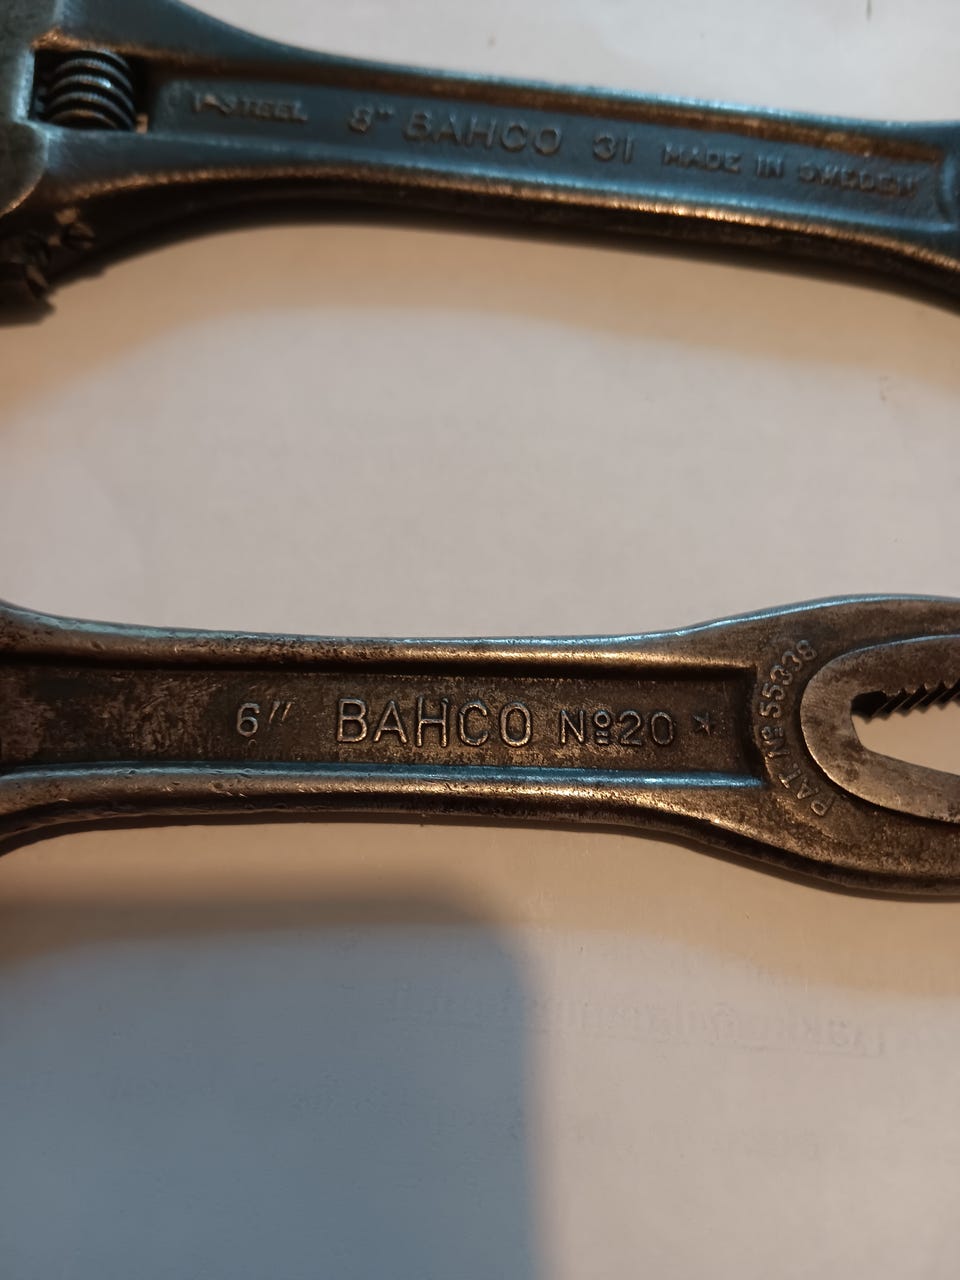 STEEL 8" BAHCO 31 MADE IN SWEDEN
6" BAHCO Nº20
PAT. Nº 55338